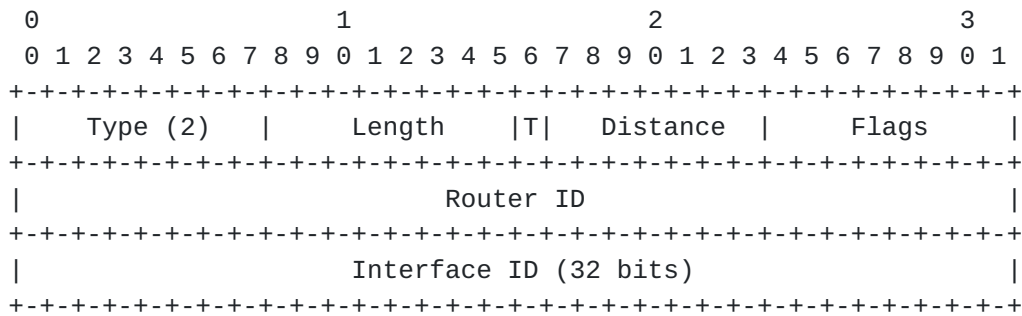 0                   1                   2                   3
 0 1 2 3 4 5 6 7 8 9 0 1 2 3 4 5 6 7 8 9 0 1 2 3 4 5 6 7 8 9 0 1
+-+-+-+-+-+-+-+-+-+-+-+-+-+-+-+-+-+-+-+-+-+-+-+-+-+-+-+-+-+-+-+-+
|    Type (2)   |     Length    |T|   Distance  |     Flags     |
+-+-+-+-+-+-+-+-+-+-+-+-+-+-+-+-+-+-+-+-+-+-+-+-+-+-+-+-+-+-+-+-+
|                           Router ID                           |
+-+-+-+-+-+-+-+-+-+-+-+-+-+-+-+-+-+-+-+-+-+-+-+-+-+-+-+-+-+-+-+-+
|                     Interface ID (32 bits)                    |
+-+-+-+-+-+-+-+-+-+-+-+-+-+-+-+-+-+-+-+-+-+-+-+-+-+-+-+-+-+-+-+-+